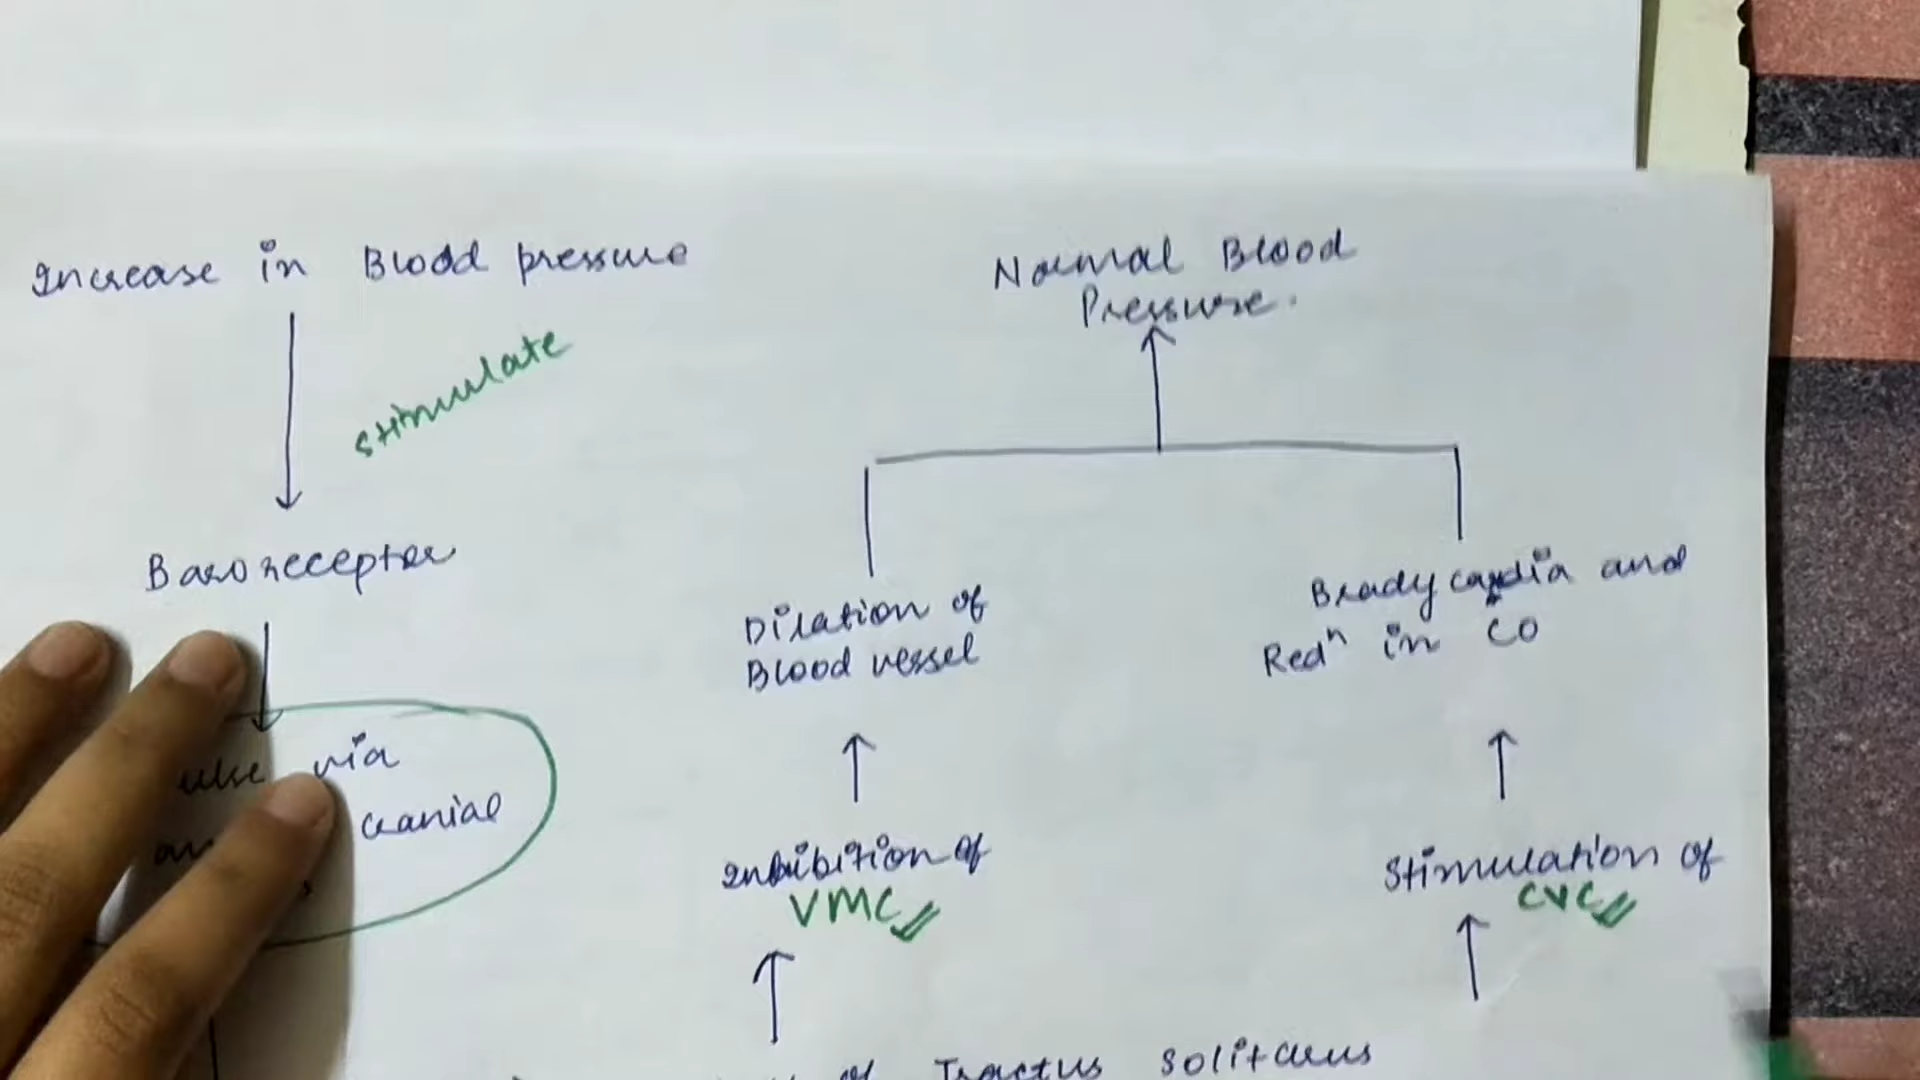 Increase in Blood pressure
stimulate
Baroreceptor
via
cranial
Normal Blood
Pressure.
Dilation of
Blood vessel
Bradycardia and
Redⁿ in CO
Inhibition of
VMC
Stimulation of
CVC
of Tractus Solitarius